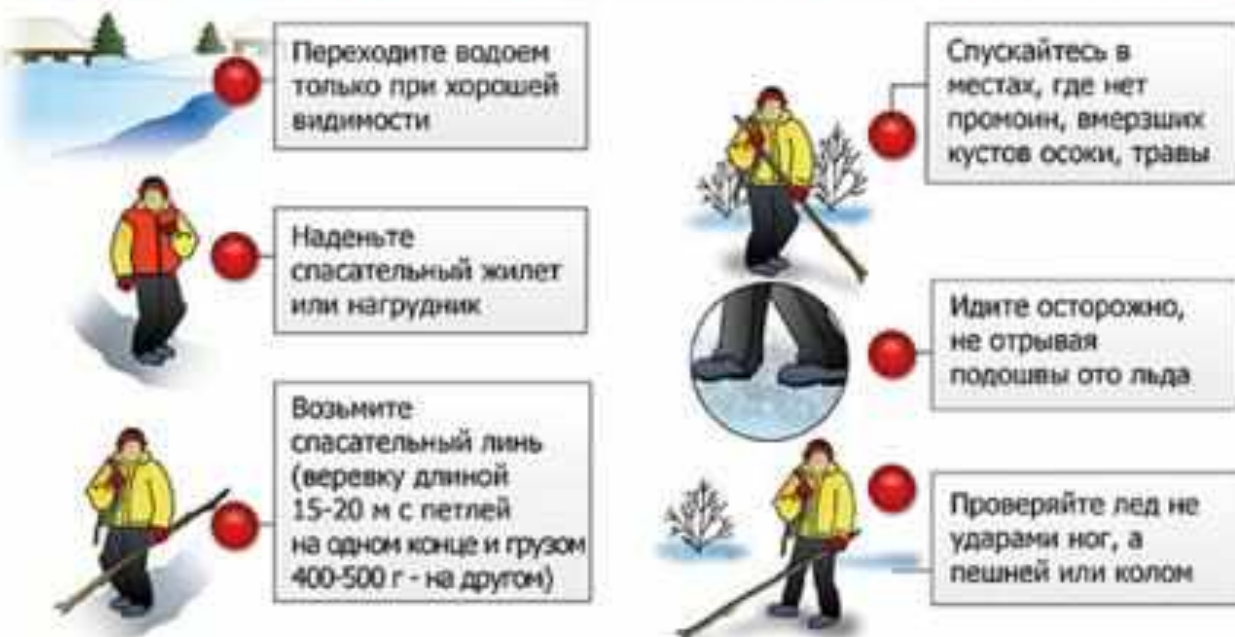 Переходите водоем
только при хорошей
видимости
Наденьте
спасательный жилет
или нагрудник
Возьмите
спасательный линь
(веревку длиной
15-20 м с петлей
на одном конце и грузом
400-500 г - на другом)
Спускайтесь в
местах, где нет
промоин, вмерзших
кустов осоки, травы
Идите осторожно,
не отрывая
подошвы ото льда
Проверяйте лед не
ударами ног, а
пешней или колом